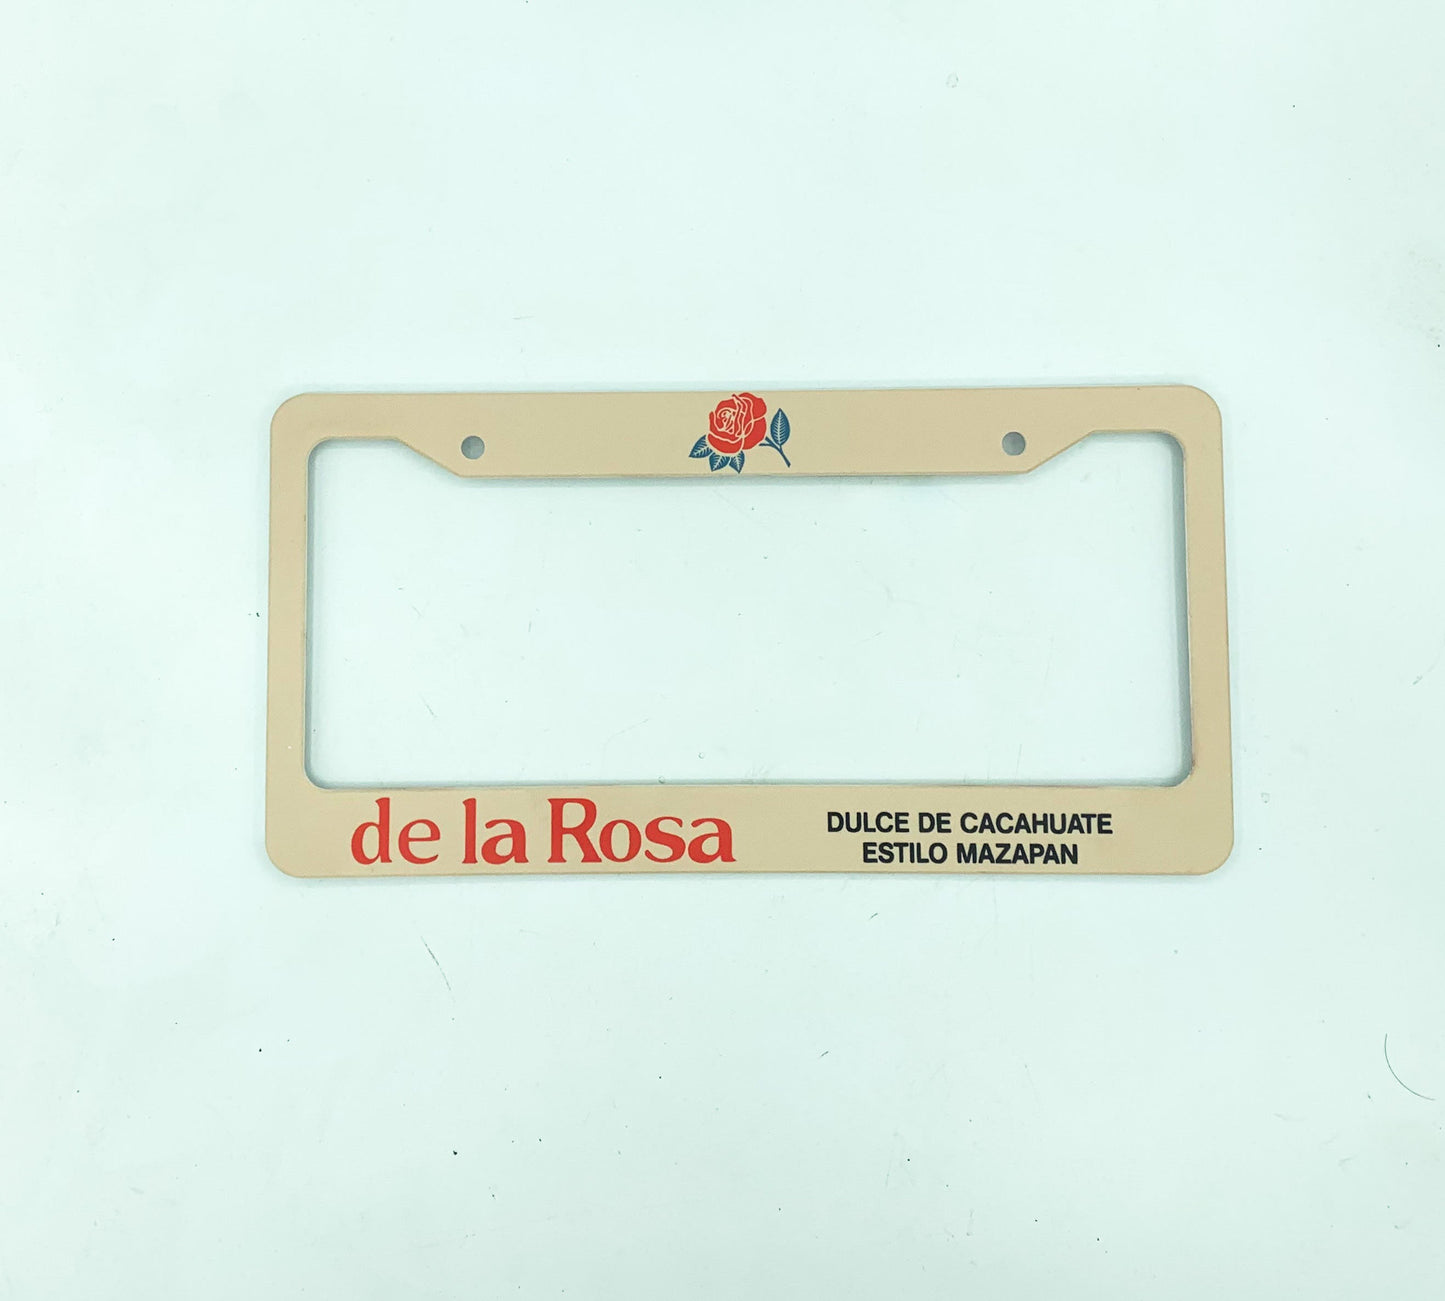 de la Rosa
DULCE DE CACAHUATE
ESTILO MAZAPAN